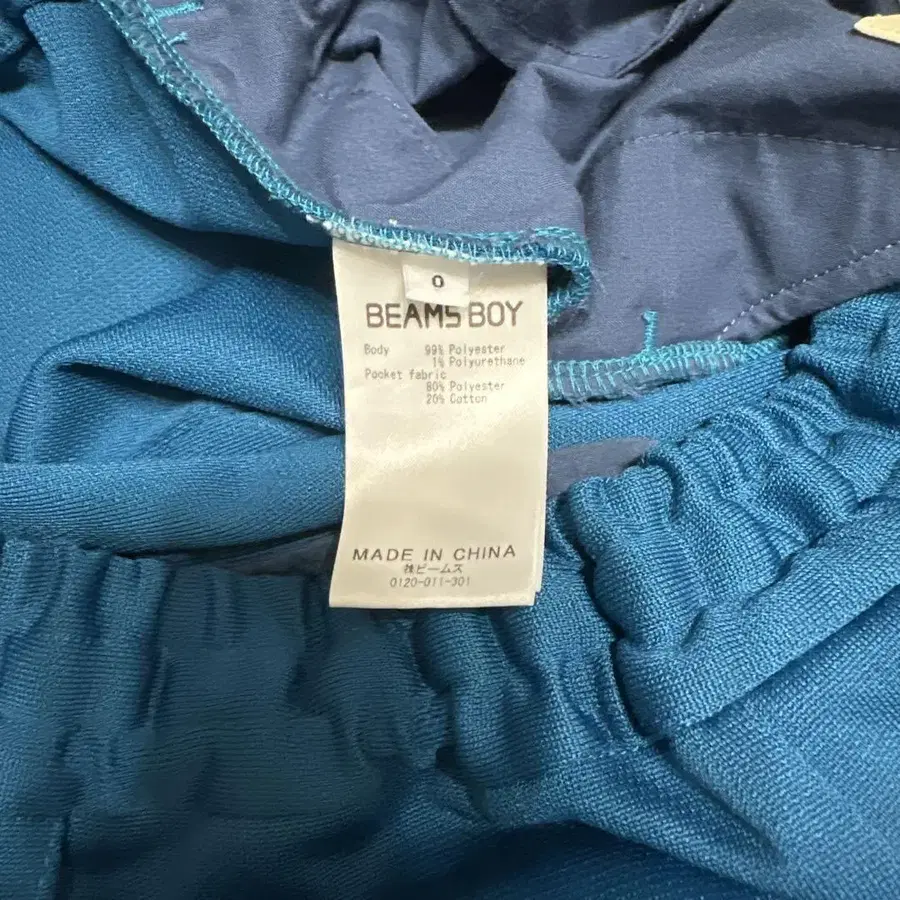 0
BEAMS BOY
Body 99% Polyester
1% Polyurethane
Pocket fabric
80% Polyester
20% Cotton
MADE IN CHINA
㈱ビームス
0120-011-301